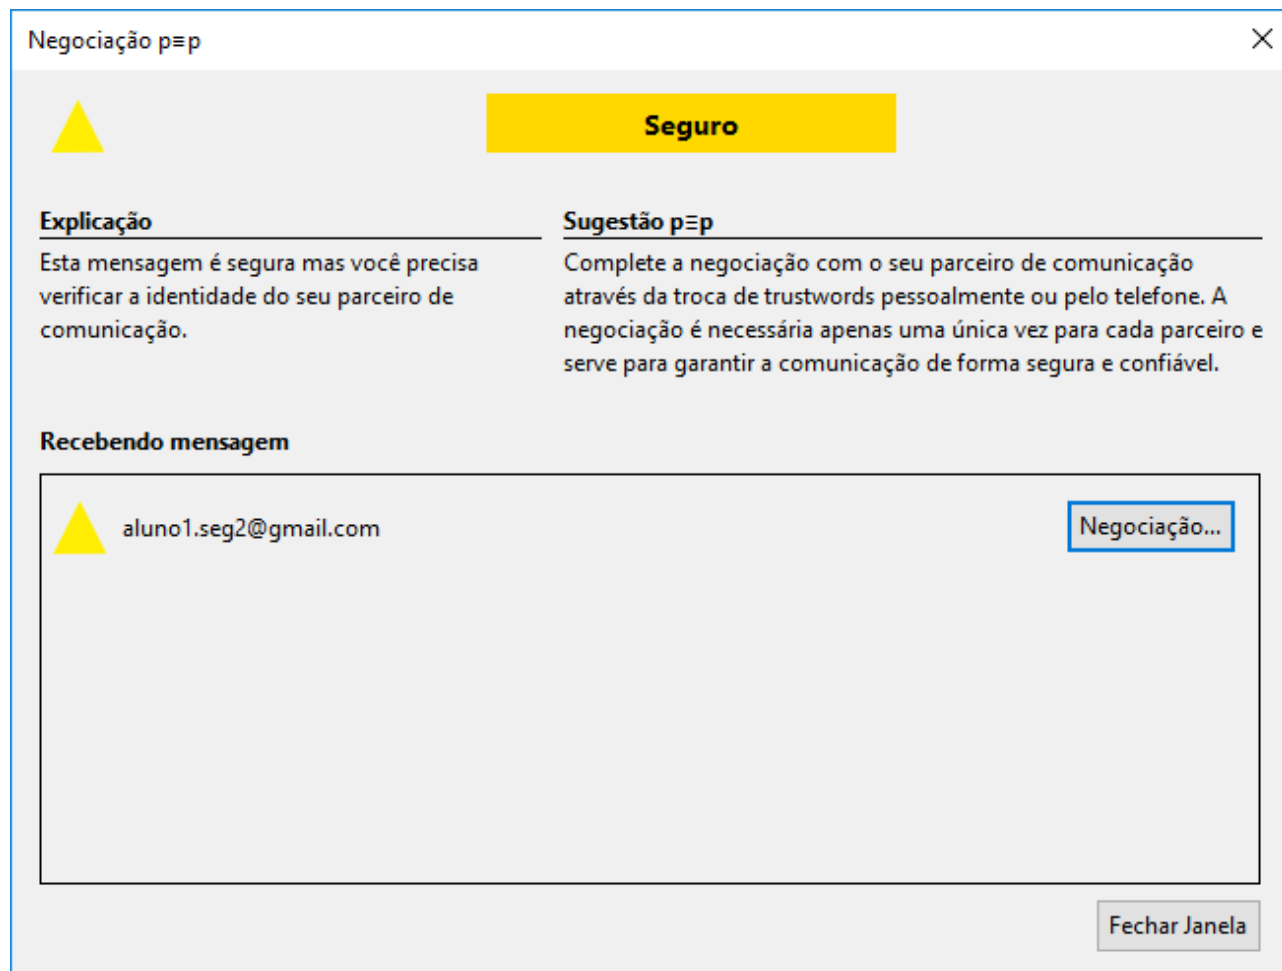 Negociação p≡p
Seguro
Explicação
Esta mensagem é segura mas você precisa
verificar a identidade do seu parceiro de
comunicação.
Sugestão p≡p
Complete a negociação com o seu parceiro de comunicação
através da troca de trustwords pessoalmente ou pelo telefone. A
negociação é necessária apenas uma única vez para cada parceiro e
serve para garantir a comunicação de forma segura e confiável.
Recebendo mensagem
aluno1.seg2@gmail.com
Negociação...
Fechar Janela